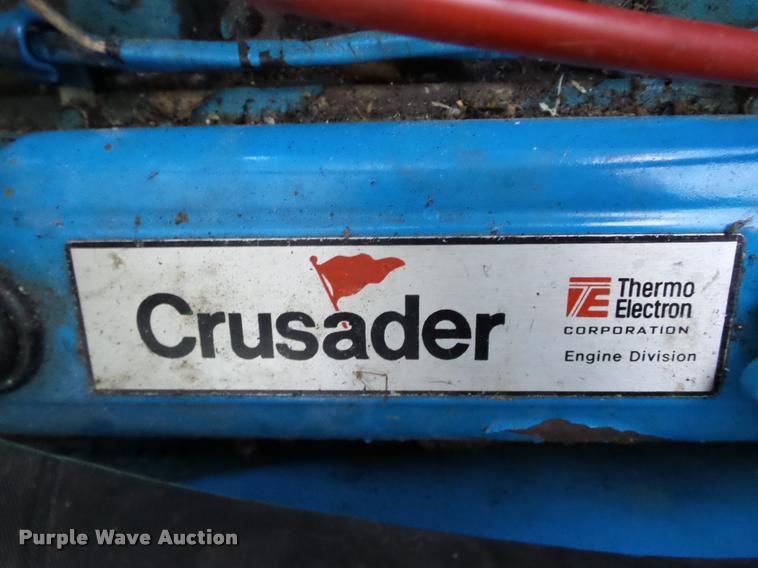 Crusader
Thermo
Electron
CORPORATION
Engine Division
Purple Wave Auction